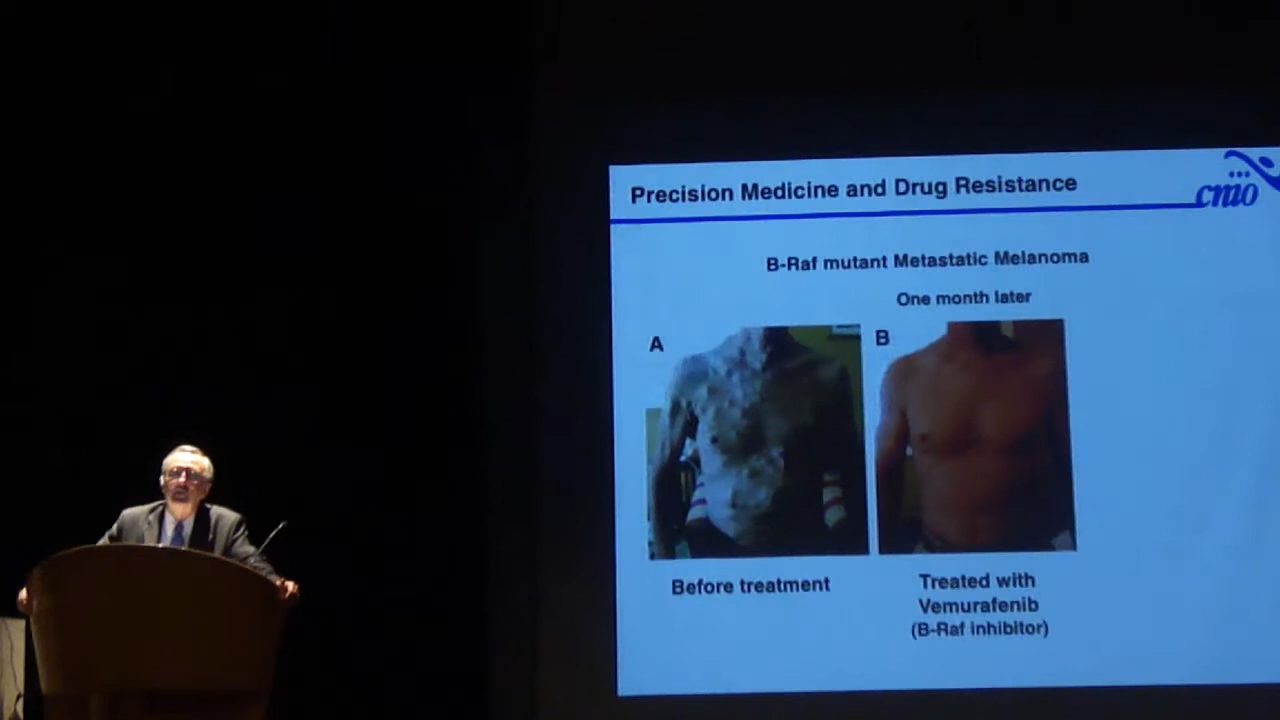 Precision Medicine and Drug Resistance
cnio
B-Raf mutant Metastatic Melanoma
One month later
A
B
Before treatment
Treated with
Vemurafenib
(B-Raf inhibitor)